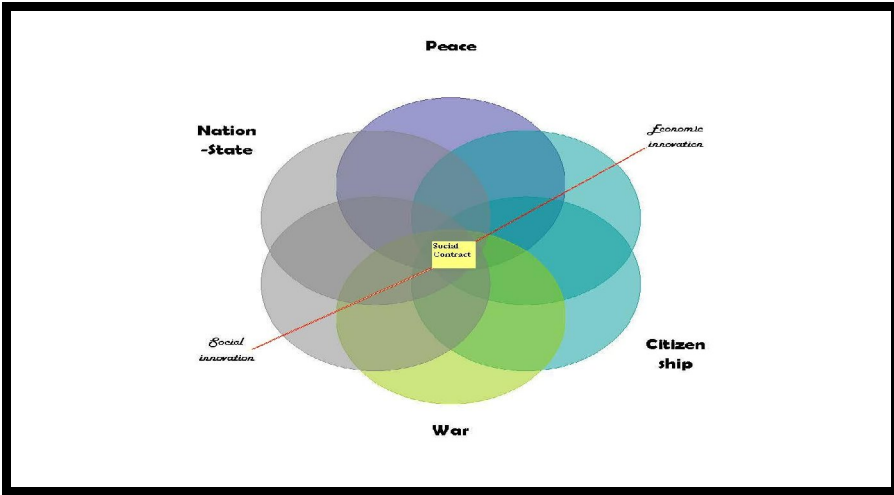 Peace
Nation
-State
Economic
innovation
Social
Contract
Social
innovation
Citizen
ship
War